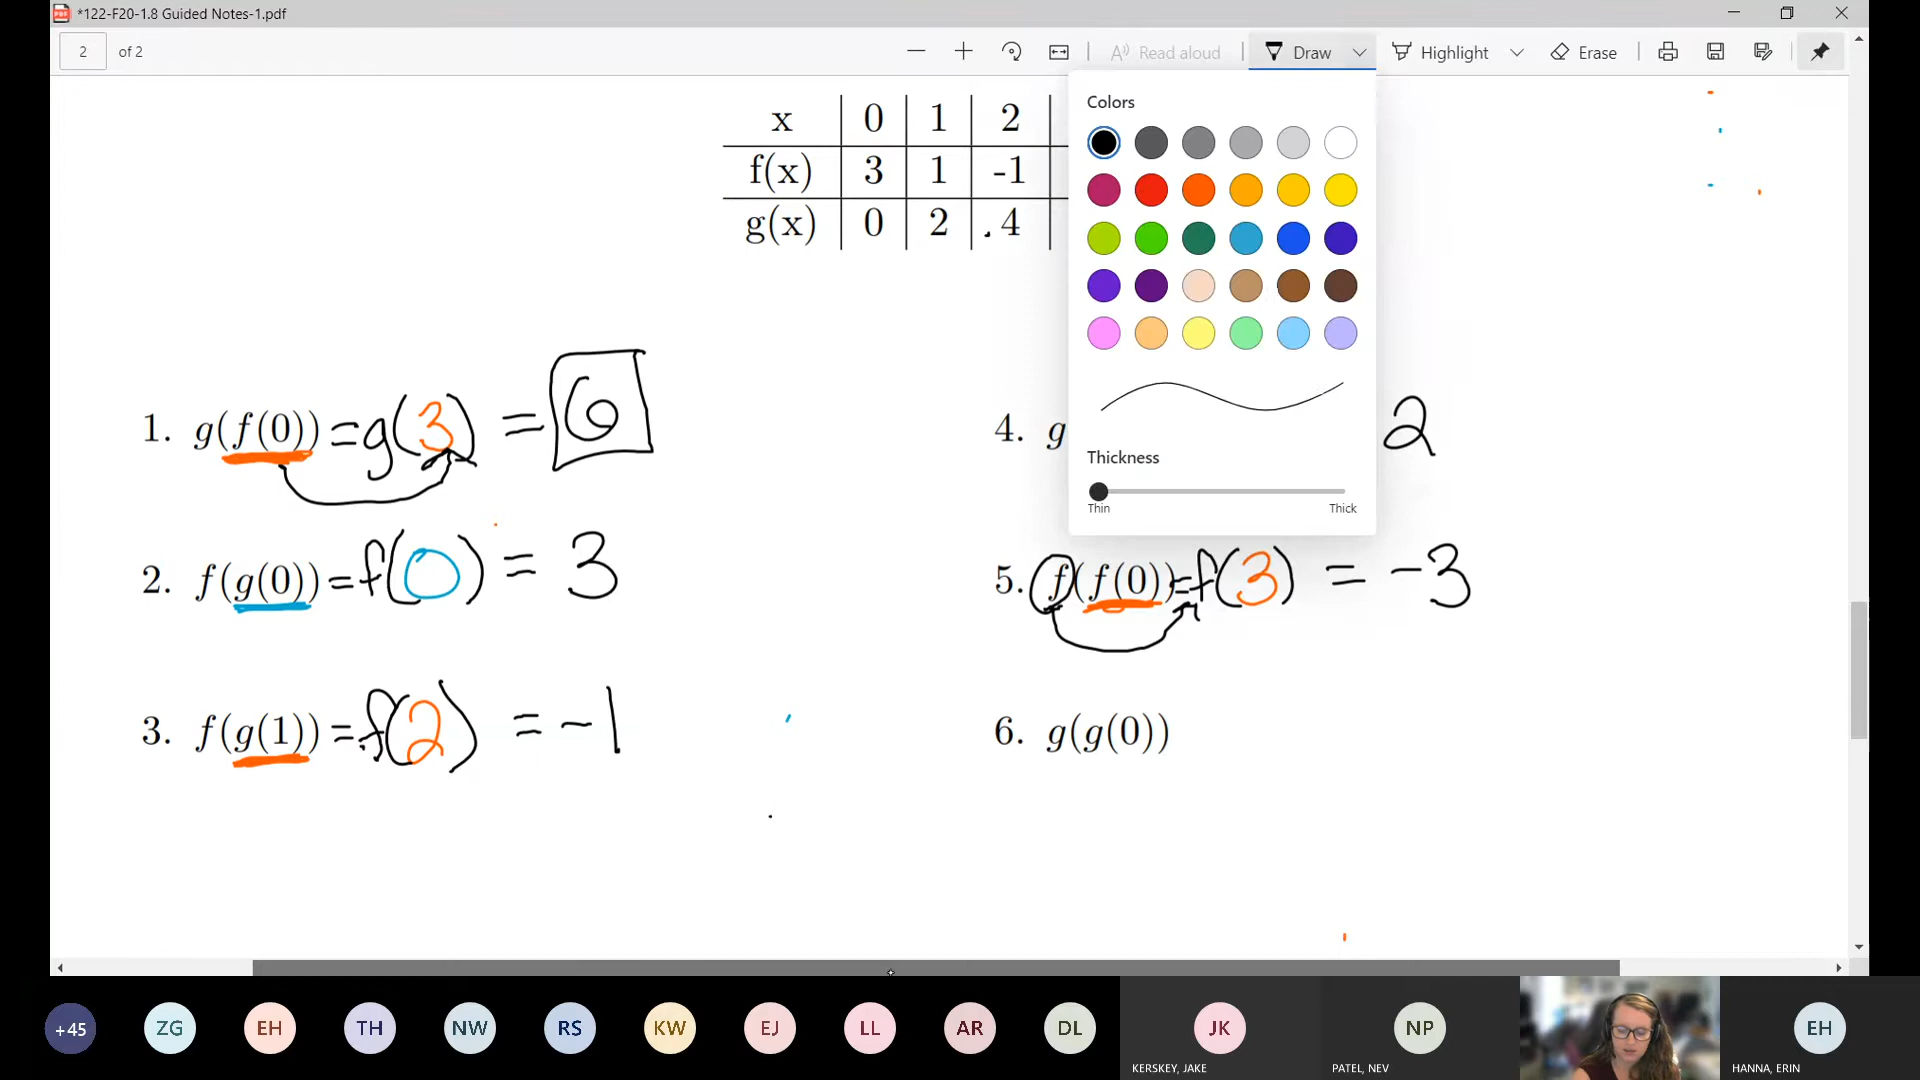 *122-F20-1.8 Guided Notes-1.pdf
2 of 2 Read aloud Draw Highlight Erase
x 0 1 2
f(x) 3 1 -1
g(x) 0 2 4
Colors
Thickness
Thin Thick
1. g(f(0)) = g(3) = 6
2. f(g(0)) = f(0) = 3
3. f(g(1)) = f(2) = -1
4. g 2
5. f(f(0)) = f(3) = -3
6. g(g(0))
+45 ZG EH TH NW RS KW EJ LL AR DL JK NP EH
KERSKEY, JAKE PATEL, NEV HANNA, ERIN